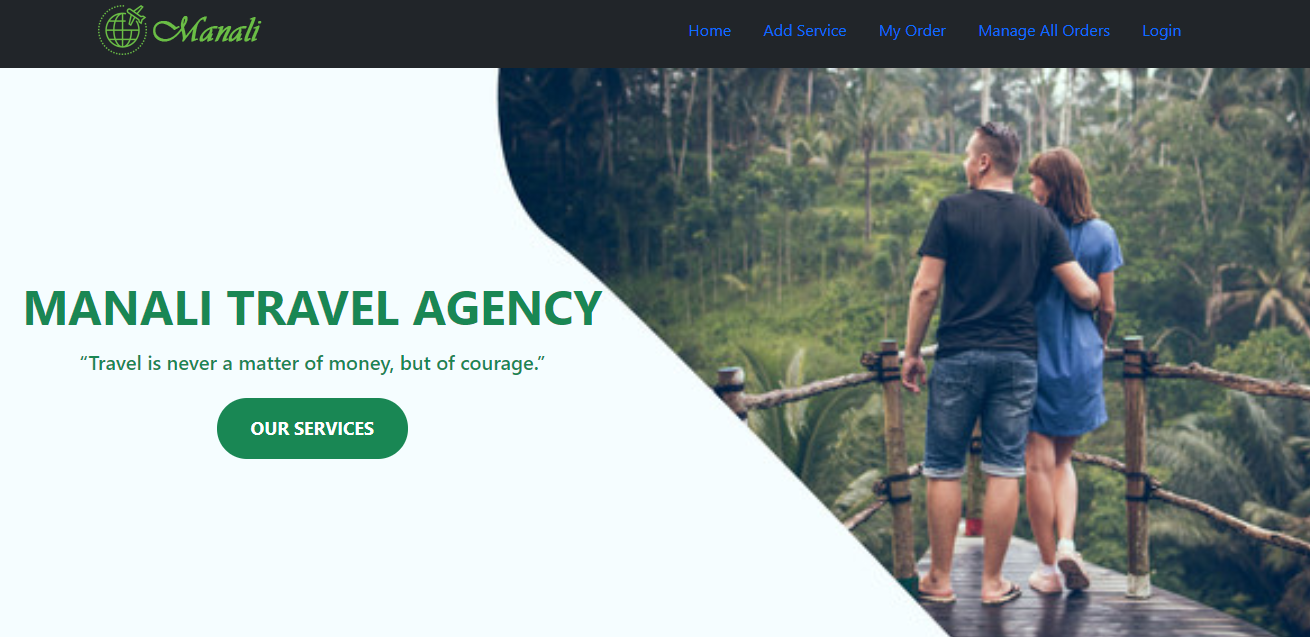 Manali
Home Add Service My Order Manage All Orders Login
MANALI TRAVEL AGENCY
“Travel is never a matter of money, but of courage.”
OUR SERVICES